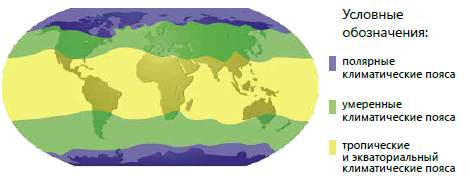 Условные
обозначения:
полярные
климатические пояса
умеренные
климатические пояса
тропические
и экваториальный
климатические пояса